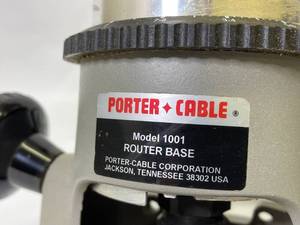 PORTER+CABLE®
Model 1001
ROUTER BASE
PORTER-CABLE CORPORATION
JACKSON, TENNESSEE 38302 USA